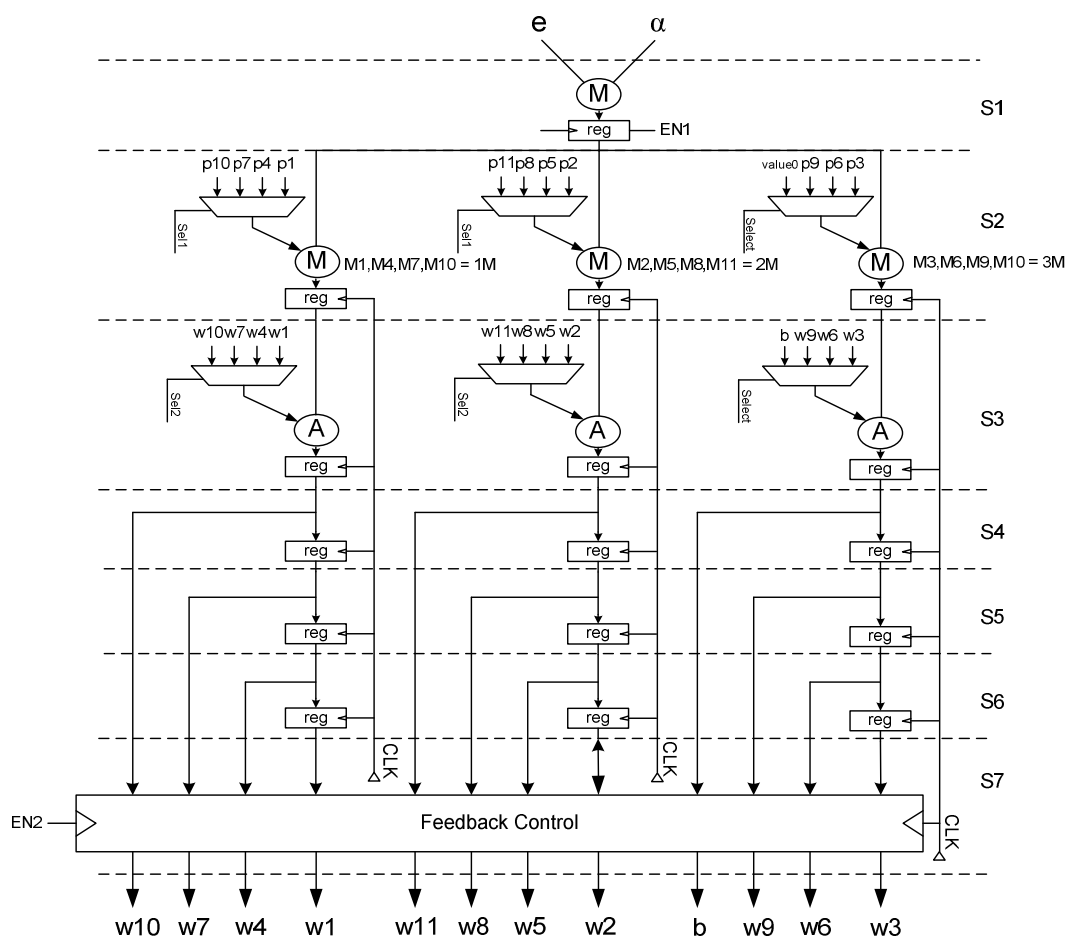 e α
M
S1
reg EN1
p10 p7 p4 p1 p11 p8 p5 p2 value0 p9 p6 p3
Sel1 Sel1 Select
S2
M M1,M4,M7,M10 = 1M M M2,M5,M8,M11 = 2M M M3,M6,M9,M10 = 3M
reg reg reg
w10 w7 w4 w1 w11 w8 w5 w2 b w9 w6 w3
Sel2 Sel2 Select
S3
A A A
reg reg reg
S4
reg reg reg
S5
reg reg reg
S6
reg reg reg
CLK CLK
S7
EN2 Feedback Control CLK
w10 w7 w4 w1 w11 w8 w5 w2 b w9 w6 w3